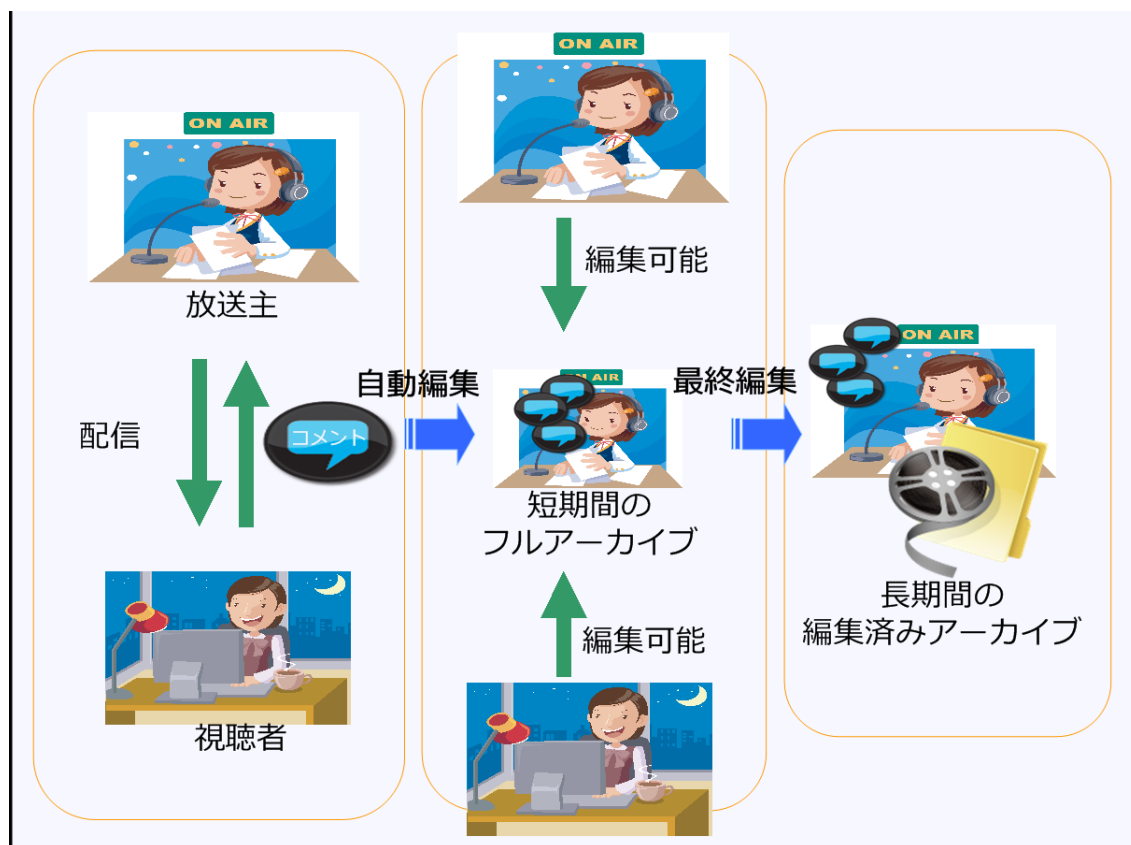 ON AIR
放送主
配信
コメント
視聴者
自動編集
ON AIR
編集可能
AIR
短期間の
フルアーカイブ
編集可能
最終編集
ON AIR
長期間の
編集済みアーカイブ